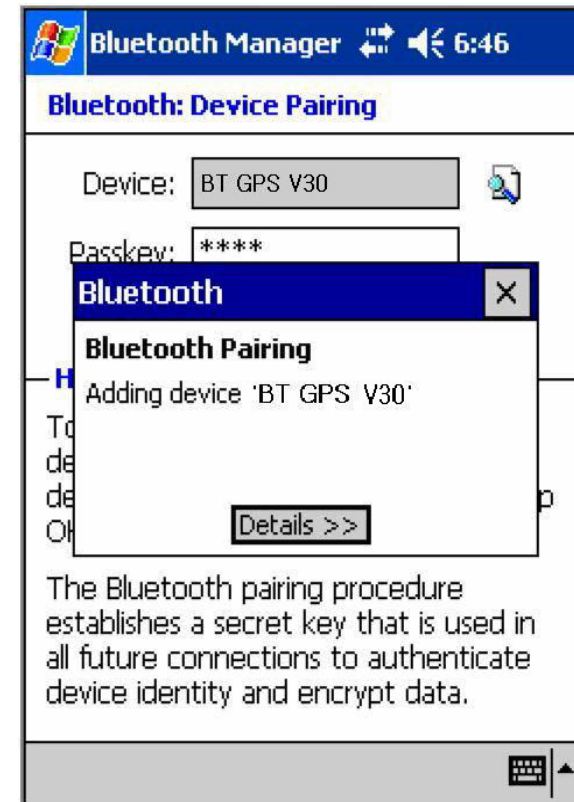 Bluetooth Manager 6:46
Bluetooth: Device Pairing
Device: BT GPS V30
Passkey: ****
Bluetooth
Bluetooth Pairing
Adding device 'BT GPS V30'
Details >>
The Bluetooth pairing procedure
establishes a secret key that is used in
all future connections to authenticate
device identity and encrypt data.